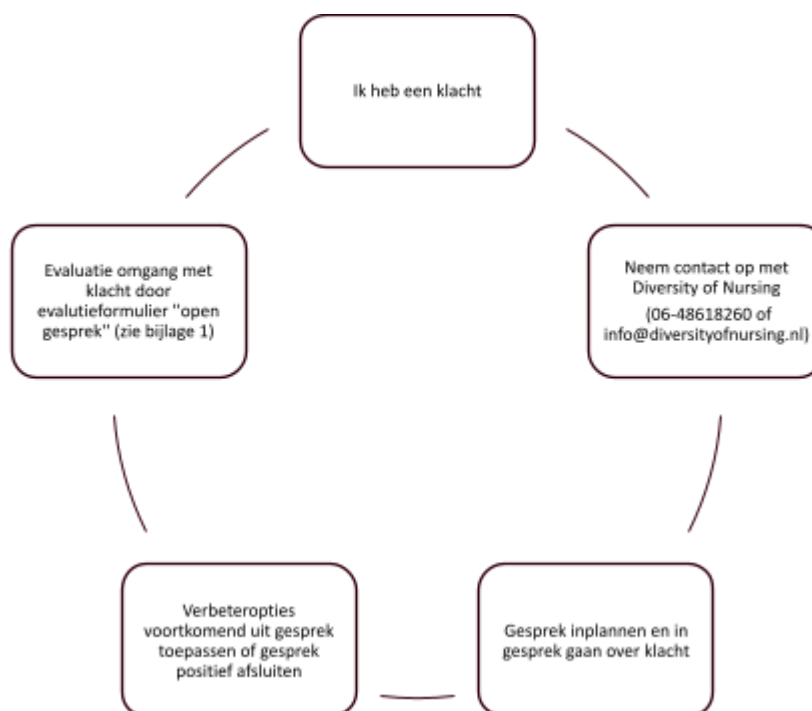 Ik heb een klacht
Neem contact op met
Diversity of Nursing
(06-48618260 of
info@diversityofnursing.nl)
Gesprek inplannen en in
gesprek gaan over klacht
Verbeteropties
voortkomend uit gesprek
toepassen of gesprek
positief afsluiten
Evaluatie omgang met
klacht door
evalutieformulier "open
gesprek" (zie bijlage 1)